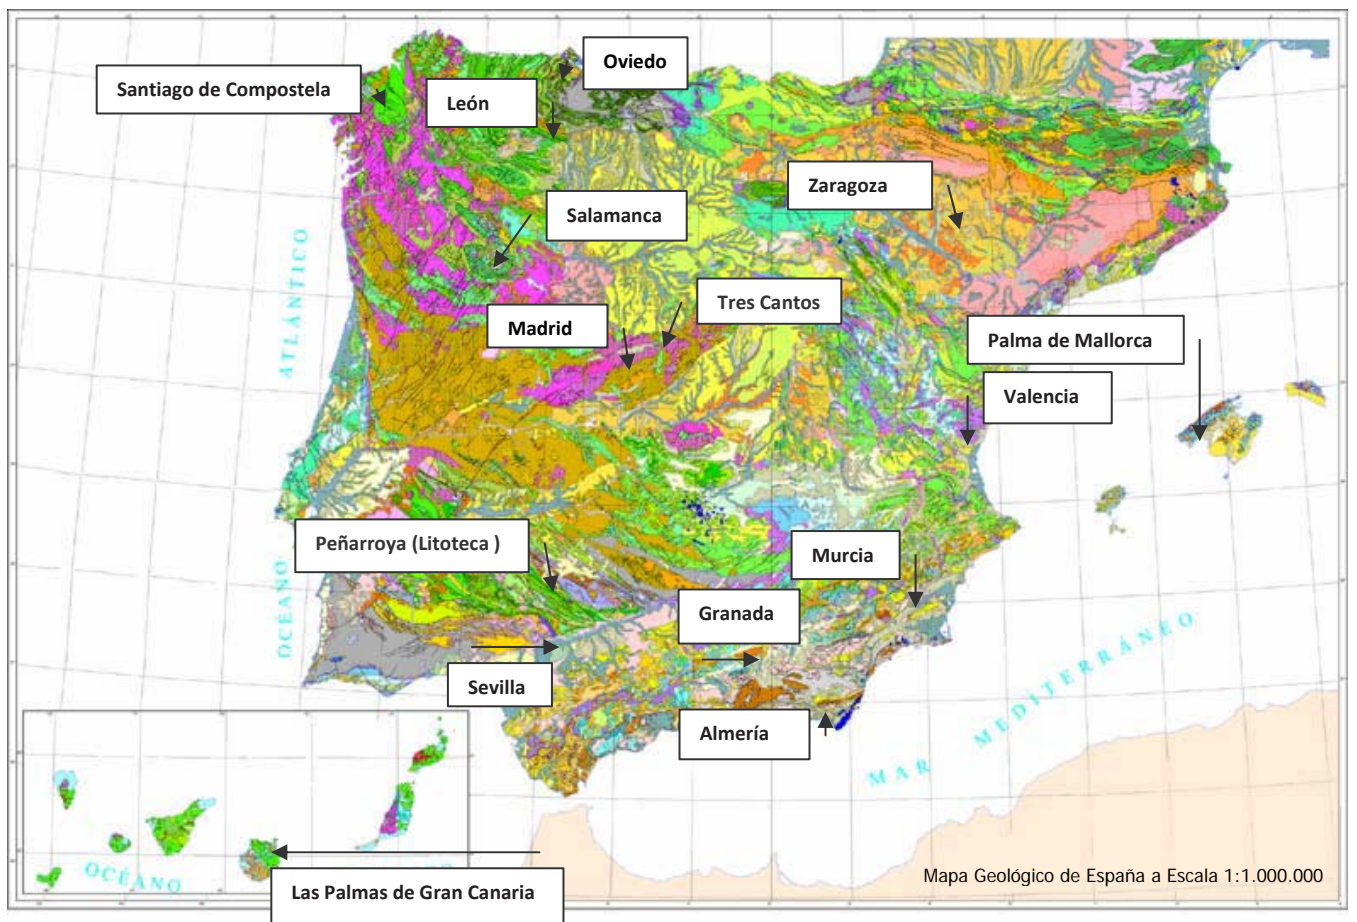 Oviedo
Santiago de Compostela
León
Zaragoza
Salamanca
Tres Cantos
Madrid
Palma de Mallorca
Valencia
ATLÁNTICO
Peñarroya (Litoteca )
Murcia
OCÉANO
Granada
Sevilla
Almería
MAR MEDITERRÁNEO
OCÉANO
Mapa Geológico de España a Escala 1:1.000.000
Las Palmas de Gran Canaria